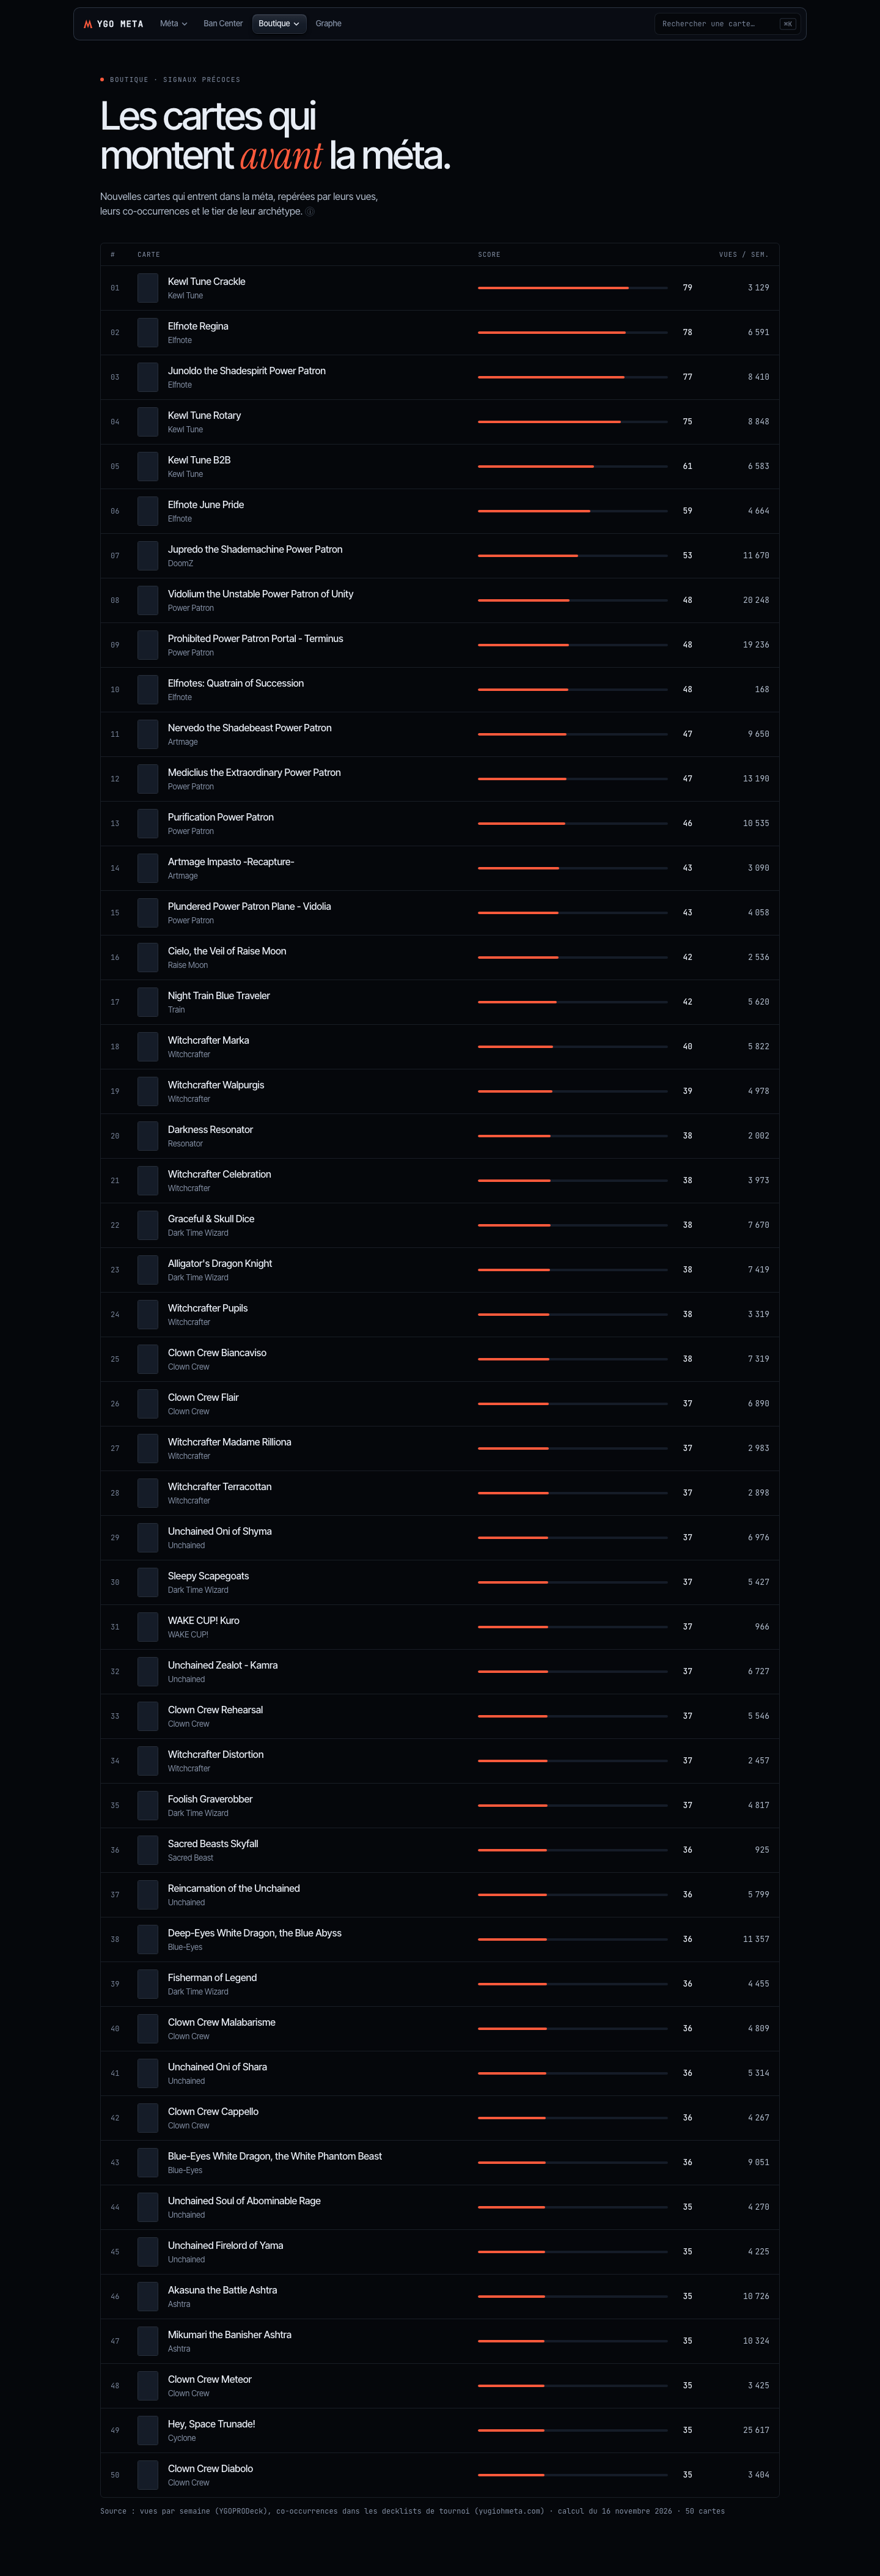 YGO META Méta Ban Center Boutique Graphe Rechercher une carte… ⌘K
BOUTIQUE · SIGNAUX PRÉCOCES
Les cartes qui
montent avant la méta.
Nouvelles cartes qui entrent dans la méta, repérées par leurs vues,
leurs co-occurrences et le tier de leur archétype.
# CARTE SCORE VUES / SEM.
01 Kewl Tune Crackle 79 3 129
Kewl Tune
02 Elfnote Regina 78 6 591
Elfnote
03 Junoldo the Shadespirit Power Patron 77 8 410
Elfnote
04 Kewl Tune Rotary 75 8 848
Kewl Tune
05 Kewl Tune B2B 61 6 583
Kewl Tune
06 Elfnote June Pride 59 4 664
Elfnote
07 Jupredo the Shademachine Power Patron 53 11 670
DoomZ
08 Vidolium the Unstable Power Patron of Unity 48 20 248
Power Patron
09 Prohibited Power Patron Portal - Terminus 48 19 236
Power Patron
10 Elfnotes: Quatrain of Succession 48 168
Elfnote
11 Nervedo the Shadebeast Power Patron 47 9 650
Artmage
12 Mediclius the Extraordinary Power Patron 47 13 190
Power Patron
13 Purification Power Patron 46 10 535
Power Patron
14 Artmage Impasto -Recapture- 43 3 090
Artmage
15 Plundered Power Patron Plane - Vidolia 43 4 058
Power Patron
16 Cielo, the Veil of Raise Moon 42 2 536
Raise Moon
17 Night Train Blue Traveler 42 5 620
Train
18 Witchcrafter Marka 40 5 822
Witchcrafter
19 Witchcrafter Walpurgis 39 4 978
Witchcrafter
20 Darkness Resonator 38 2 002
Resonator
21 Witchcrafter Celebration 38 3 973
Witchcrafter
22 Graceful & Skull Dice 38 7 670
Dark Time Wizard
23 Alligator's Dragon Knight 38 7 419
Dark Time Wizard
24 Witchcrafter Pupils 38 3 319
Witchcrafter
25 Clown Crew Biancaviso 38 7 319
Clown Crew
26 Clown Crew Flair 37 6 890
Clown Crew
27 Witchcrafter Madame Rilliona 37 2 983
Witchcrafter
28 Witchcrafter Terracottan 37 2 898
Witchcrafter
29 Unchained Oni of Shyma 37 6 976
Unchained
30 Sleepy Scapegoats 37 5 427
Dark Time Wizard
31 WAKE CUP! Kuro 37 966
WAKE CUP!
32 Unchained Zealot - Kamra 37 6 727
Unchained
33 Clown Crew Rehearsal 37 5 546
Clown Crew
34 Witchcrafter Distortion 37 2 457
Witchcrafter
35 Foolish Graverobber 37 4 817
Dark Time Wizard
36 Sacred Beasts Skyfall 36 925
Sacred Beast
37 Reincarnation of the Unchained 36 5 799
Unchained
38 Deep-Eyes White Dragon, the Blue Abyss 36 11 357
Blue-Eyes
39 Fisherman of Legend 36 4 455
Dark Time Wizard
40 Clown Crew Malabarisme 36 4 809
Clown Crew
41 Unchained Oni of Shara 36 5 314
Unchained
42 Clown Crew Cappello 36 4 267
Clown Crew
43 Blue-Eyes White Dragon, the White Phantom Beast 36 9 051
Blue-Eyes
44 Unchained Soul of Abominable Rage 35 4 270
Unchained
45 Unchained Firelord of Yama 35 4 225
Unchained
46 Akasuna the Battle Ashtra 35 10 726
Ashtra
47 Mikumari the Banisher Ashtra 35 10 324
Ashtra
48 Clown Crew Meteor 35 3 425
Clown Crew
49 Hey, Space Trunade! 35 25 617
Cyclone
50 Clown Crew Diabolo 35 3 404
Clown Crew
Source : vues par semaine (YGOPRODeck), co-occurrences dans les decklists de tournoi (yugiohmeta.com) · calcul du 16 novembre 2026 · 50 cartes